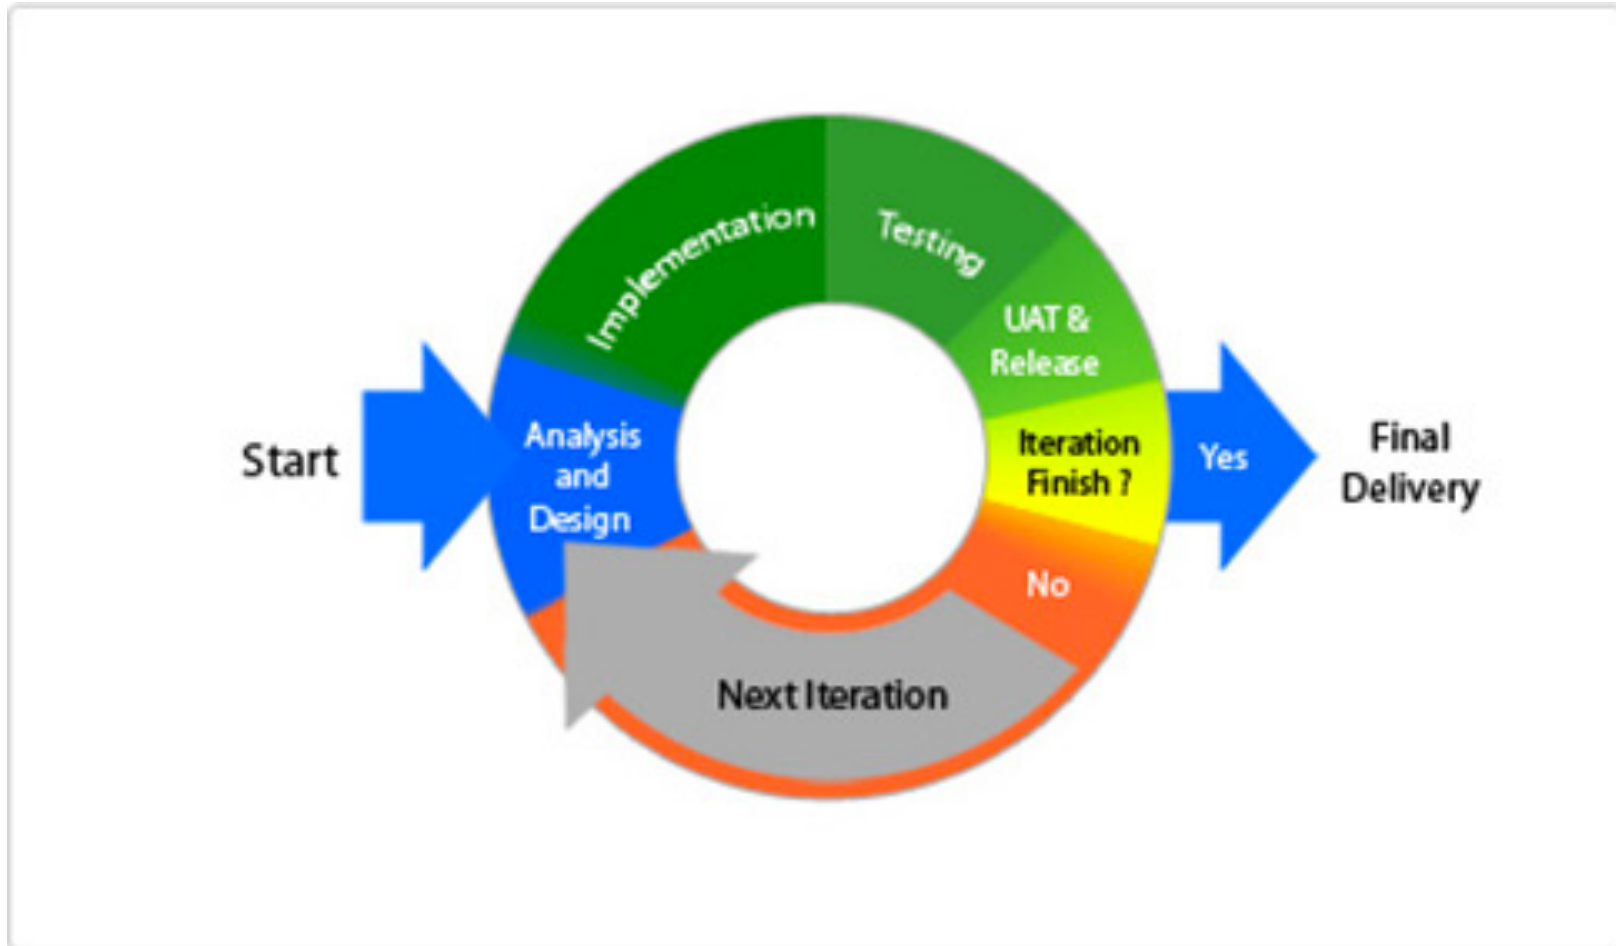 Start
Analysis
and
Design
Implementation
Testing
UAT &
Release
Iteration
Finish ?
Yes
Final
Delivery
No
Next Iteration